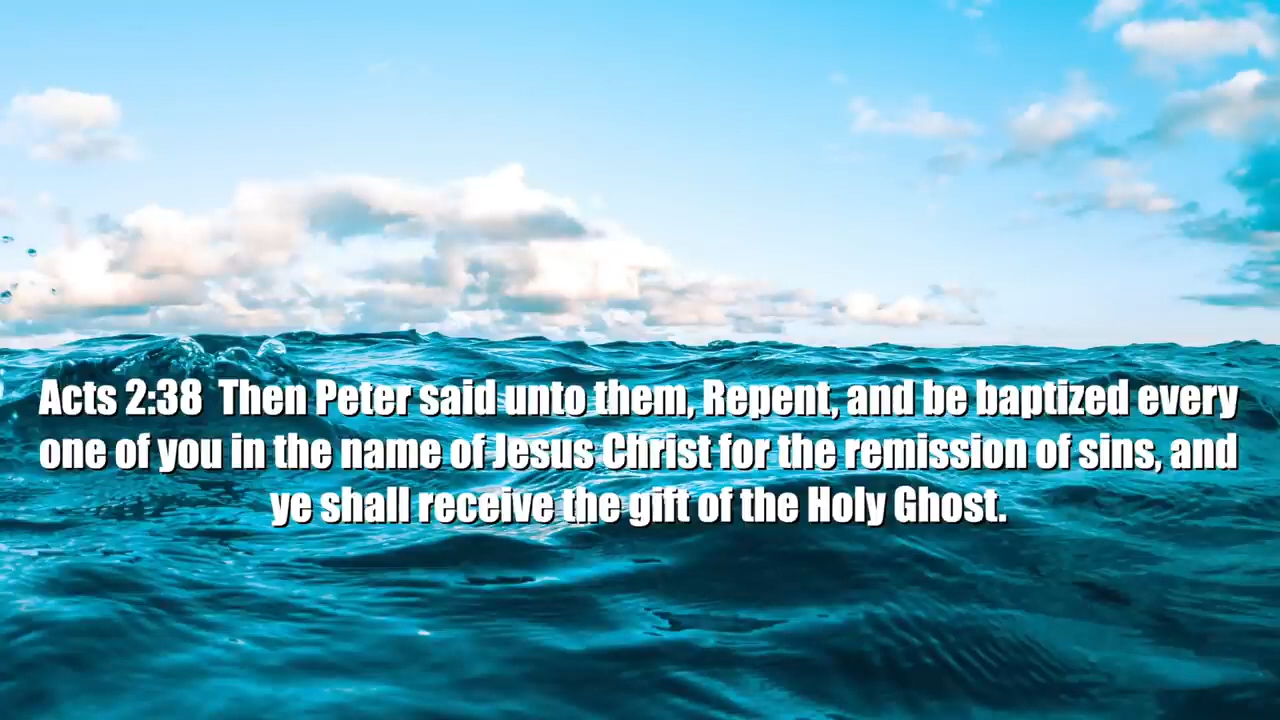 Acts 2:38  Then Peter said unto them, Repent, and be baptized every
one of you in the name of Jesus Christ for the remission of sins, and
ye shall receive the gift of the Holy Ghost.